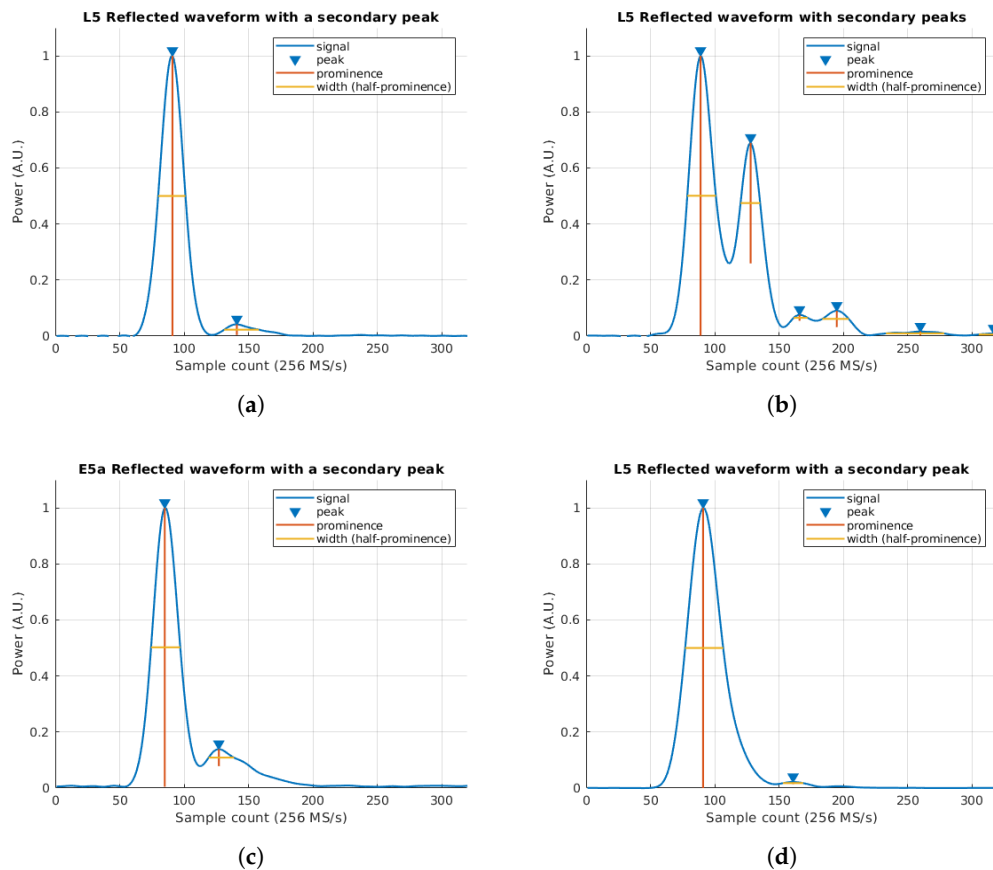 L5 Reflected waveform with a secondary peak
1
0.8
0.6
0.4
0.2
0
Power (A.U.)
signal
peak
prominence
width (half-prominence)
0 50 100 150 200 250 300
Sample count (256 MS/s)
(a)
L5 Reflected waveform with secondary peaks
1
0.8
0.6
0.4
0.2
0
Power (A.U.)
signal
peak
prominence
width (half-prominence)
0 50 100 150 200 250 300
Sample count (256 MS/s)
(b)
E5a Reflected waveform with a secondary peak
1
0.8
0.6
0.4
0.2
0
Power (A.U.)
signal
peak
prominence
width (half-prominence)
0 50 100 150 200 250 300
Sample count (256 MS/s)
(c)
L5 Reflected waveform with a secondary peak
1
0.8
0.6
0.4
0.2
0
Power (A.U.)
signal
peak
prominence
width (half-prominence)
0 50 100 150 200 250 300
Sample count (256 MS/s)
(d)